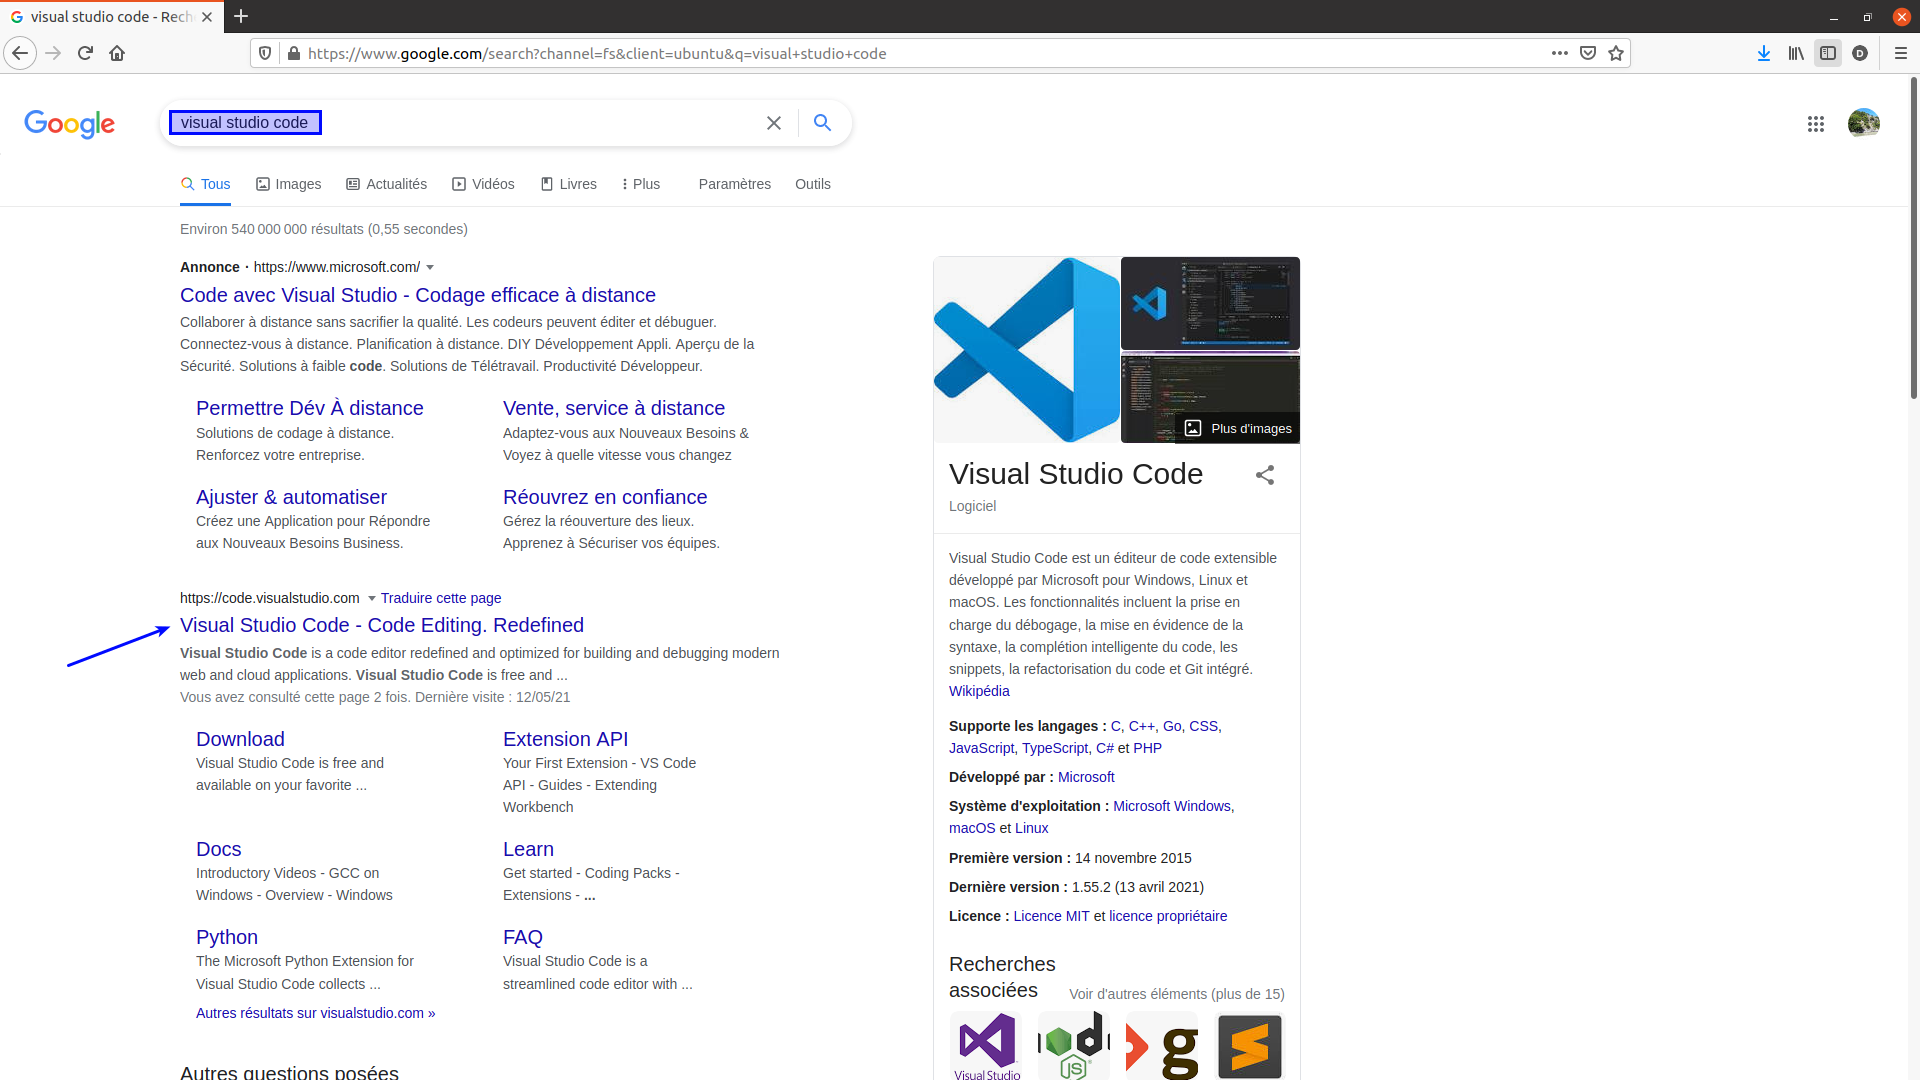 visual studio code - Rech
https://www.google.com/search?channel=fs&client=ubuntu&q=visual+studio+code
D
Google
visual studio code
Tous
Images
Actualités
Vidéos
Livres
Plus
Paramètres
Outils
Environ 540 000 000 résultats (0,55 secondes)
Annonce · https://www.microsoft.com/
Code avec Visual Studio - Codage efficace à distance
Collaborer à distance sans sacrifier la qualité. Les codeurs peuvent éditer et débuguer.
Connectez-vous à distance. Planification à distance. DIY Développement Appli. Aperçu de la
Sécurité. Solutions à faible code. Solutions de Télétravail. Productivité Développeur.
Permettre Dév À distance
Solutions de codage à distance.
Renforcez votre entreprise.
Vente, service à distance
Adaptez-vous aux Nouveaux Besoins &
Voyez à quelle vitesse vous changez
Ajuster & automatiser
Créez une Application pour Répondre
aux Nouveaux Besoins Business.
Réouvrez en confiance
Gérez la réouverture des lieux.
Apprenez à Sécuriser vos équipes.
https://code.visualstudio.com Traduire cette page
Visual Studio Code - Code Editing. Redefined
Visual Studio Code is a code editor redefined and optimized for building and debugging modern
web and cloud applications. Visual Studio Code is free and ...
Vous avez consulté cette page 2 fois. Dernière visite : 12/05/21
Download
Visual Studio Code is free and
available on your favorite ...
Extension API
Your First Extension - VS Code
API - Guides - Extending
Workbench
Docs
Introductory Videos - GCC on
Windows - Overview - Windows
Learn
Get started - Coding Packs -
Extensions - ...
Python
The Microsoft Python Extension for
Visual Studio Code collects ...
FAQ
Visual Studio Code is a
streamlined code editor with ...
Autres résultats sur visualstudio.com »
Autres questions posées
Plus d'images
Visual Studio Code
Logiciel
Visual Studio Code est un éditeur de code extensible
développé par Microsoft pour Windows, Linux et
macOS. Les fonctionnalités incluent la prise en
charge du débogage, la mise en évidence de la
syntaxe, la complétion intelligente du code, les
snippets, la refactorisation du code et Git intégré.
Wikipédia
Supporte les langages : C, C++, Go, CSS,
JavaScript, TypeScript, C# et PHP
Développé par : Microsoft
Système d'exploitation : Microsoft Windows,
macOS et Linux
Première version : 14 novembre 2015
Dernière version : 1.55.2 (13 avril 2021)
Licence : Licence MIT et licence propriétaire
Recherches
associées
Voir d'autres éléments (plus de 15)
Visual Studio
d
JS
g